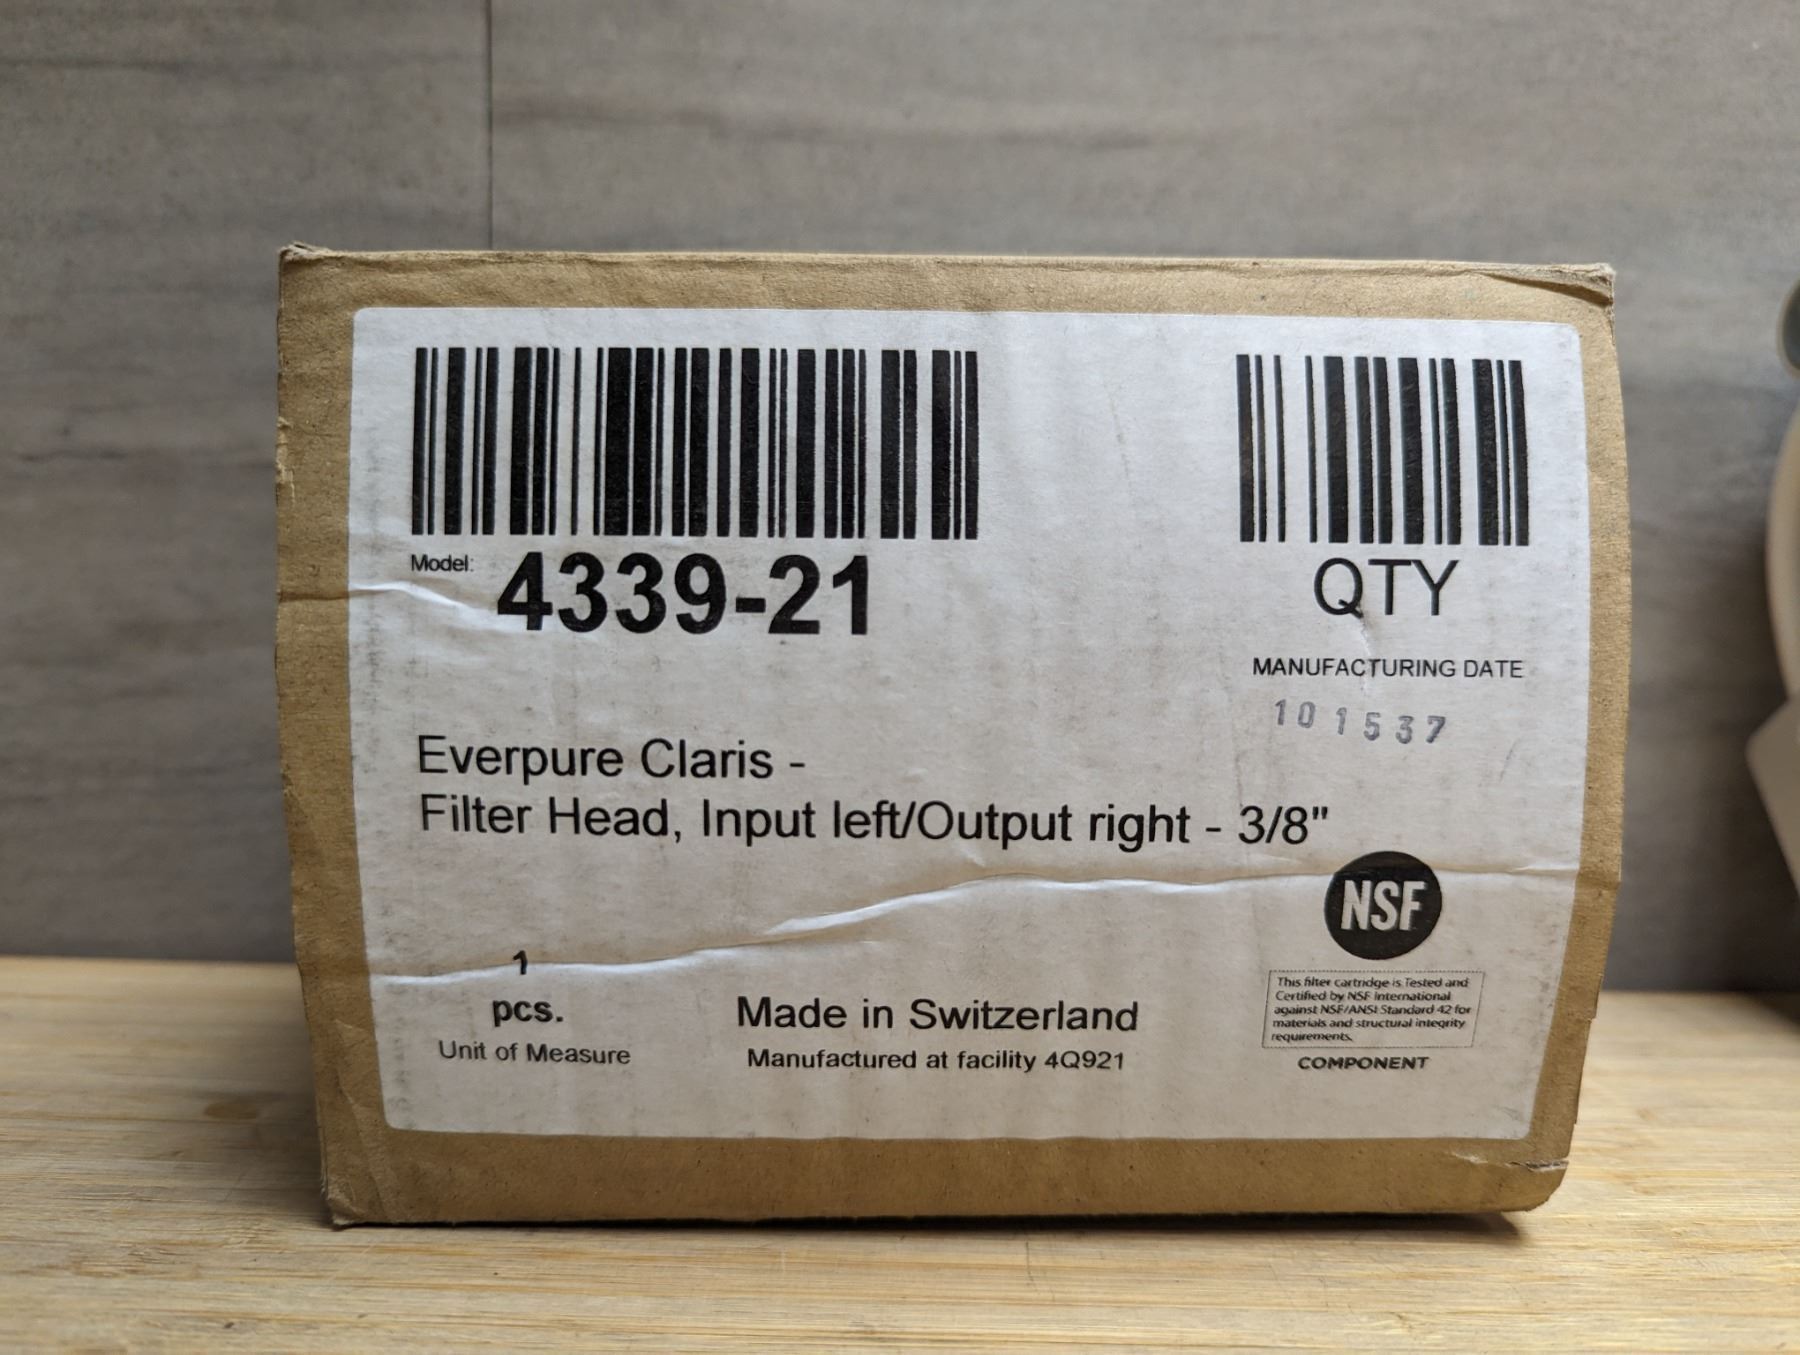 Model: 4339-21
QTY
MANUFACTURING DATE
101537
Everpure Claris -
Filter Head, Input left/Output right - 3/8"
NSF
This filter cartridge is Tested and
Certified by NSF International
against NSF/ANSI Standard 42 for
materials and structural integrity
requirements.
COMPONENT
1
pcs.
Unit of Measure
Made in Switzerland
Manufactured at facility 4Q921